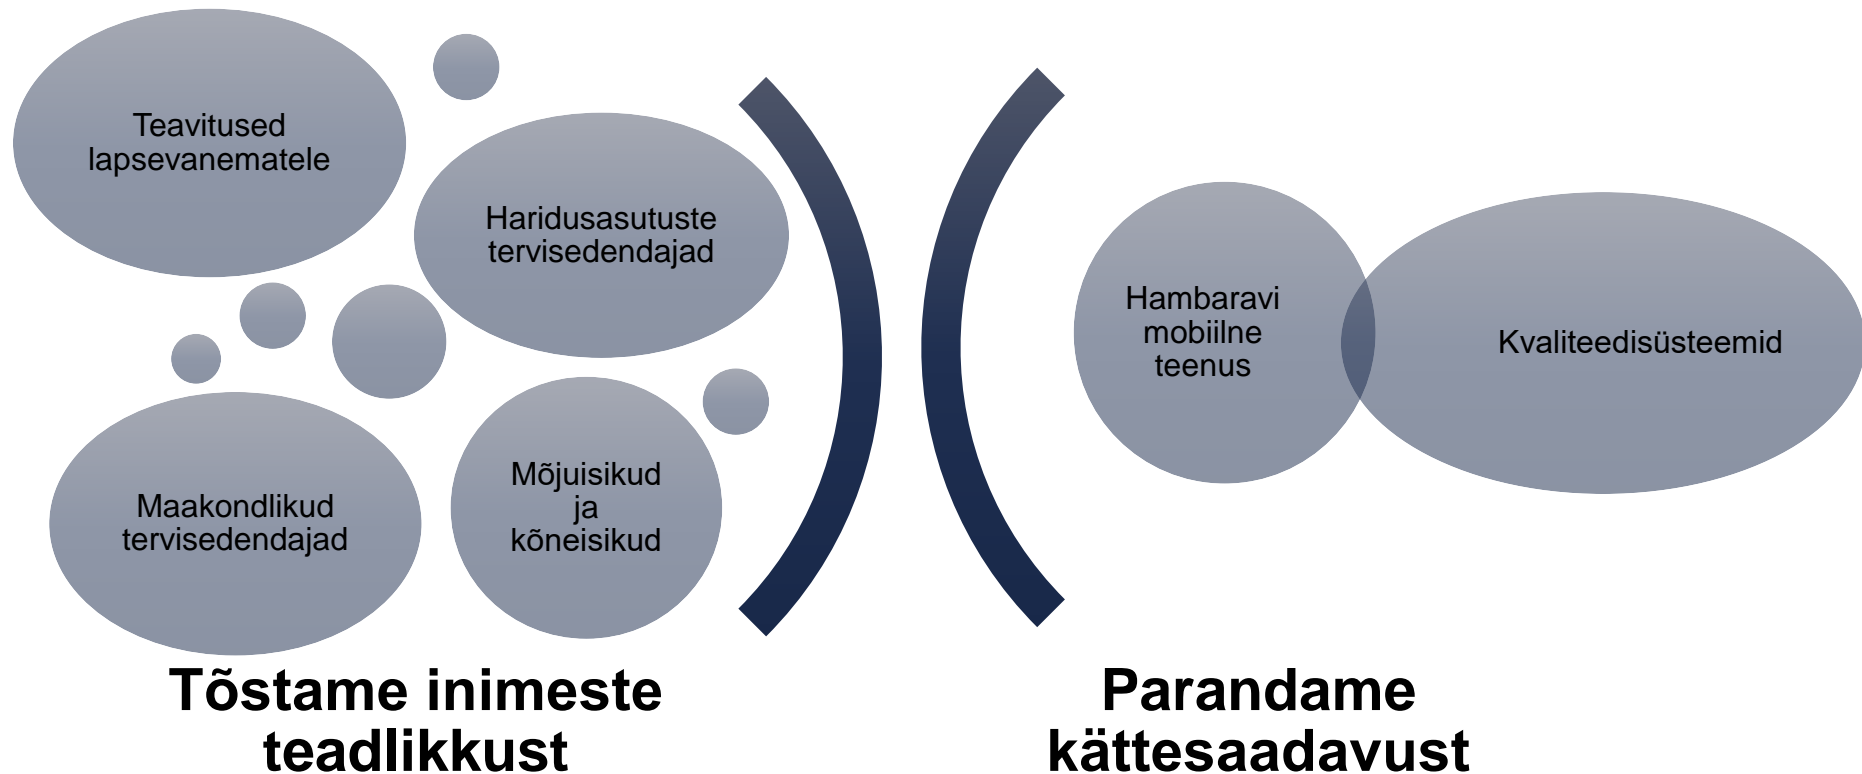 Teavitused
lapsevanematele
Haridusasutuste
tervisedendajad
Maakondlikud
tervisedendajad
Mõjuisikud
ja
kõneisikud
Tõstame inimeste
teadlikkust
Hambaravi
mobiilne
teenus
Kvaliteedisüsteemid
Parandame
kättesaadavust